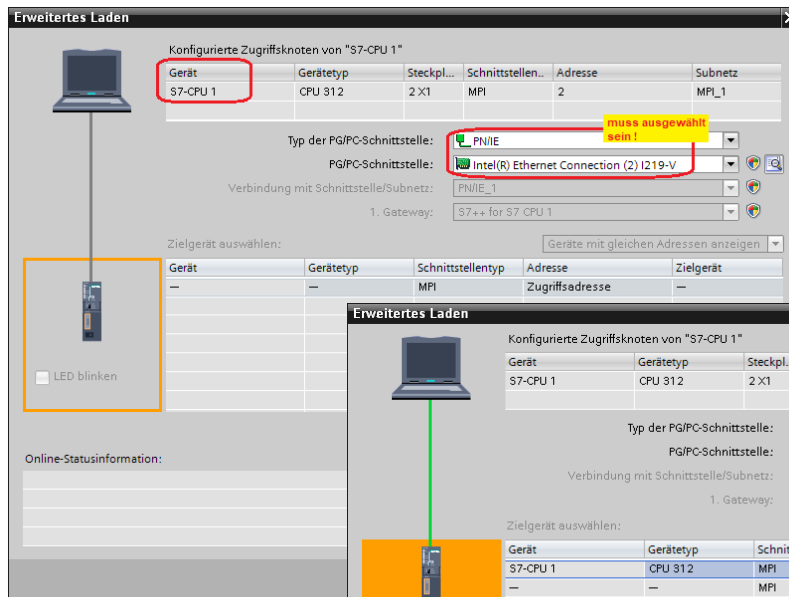 Erweitertes Laden
Konfigurierte Zugriffsknoten von "S7-CPU 1"
Gerät Gerätetyp Steckpl... Schnittstellen.. Adresse Subnetz
S7-CPU 1 CPU 312 2 X1 MPI 2 MPI_1
muss ausgewählt
sein !
Typ der PG/PC-Schnittstelle: PN/IE
PG/PC-Schnittstelle: Intel(R) Ethernet Connection (2) I219-V
Verbindung mit Schnittstelle/Subnetz: PN/IE_1
1. Gateway: S7++ for S7 CPU 1
Zielgerät auswählen: Geräte mit gleichen Adressen anzeigen
Gerät Gerätetyp Schnittstellentyp Adresse Zielgerät
— — MPI Zugriffsadresse —
LED blinken
Online-Statusinformation:
Erweitertes Laden
Konfigurierte Zugriffsknoten von "S7-CPU 1"
Gerät Gerätetyp Steckpl.
S7-CPU 1 CPU 312 2 X1
Typ der PG/PC-Schnittstelle:
PG/PC-Schnittstelle:
Verbindung mit Schnittstelle/Subnetz:
1. Gateway:
Zielgerät auswählen:
Gerät Gerätetyp Schnit
S7-CPU 1 CPU 312 MPI
— — MPI